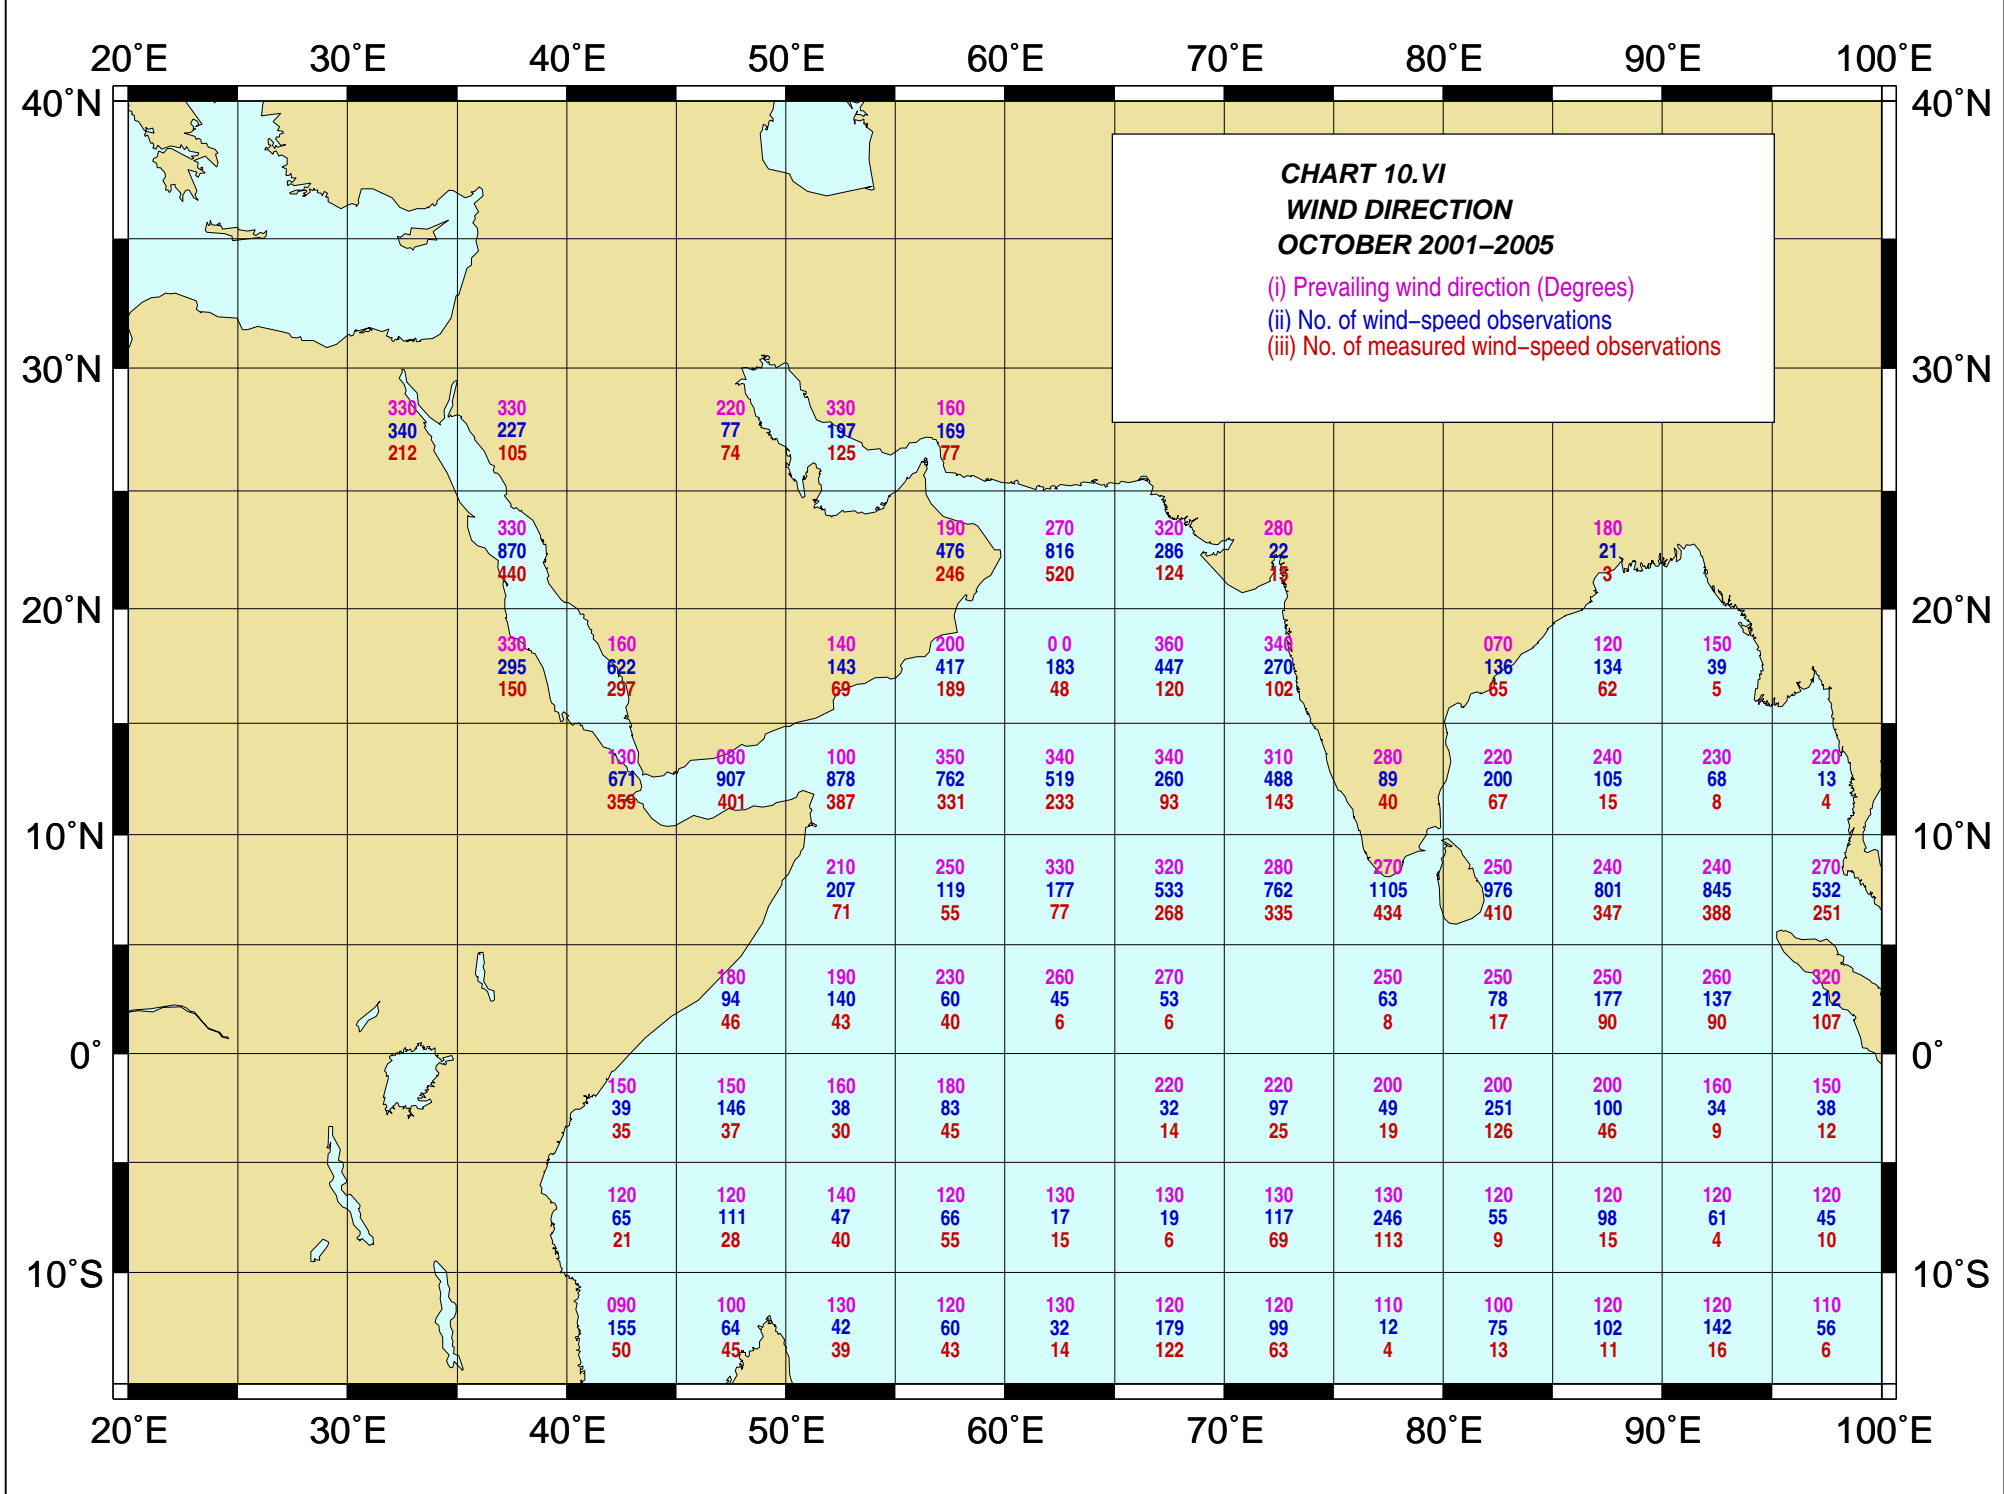 20°E 30°E 40°E 50°E 60°E 70°E 80°E 90°E 100°E
40°N 40°N
CHART 10.VI
WIND DIRECTION
OCTOBER 2001–2005
(i) Prevailing wind direction (Degrees)
(ii) No. of wind–speed observations
(iii) No. of measured wind–speed observations
30°N 30°N
330 330 220 330 160
340 227 77 197 169
212 105 74 125 77
330 190 270 320 280 180
870 476 816 286 22 21
440 246 520 124 15 3
20°N 20°N
330 160 140 200 0 0 360 340 070 120 150
295 622 143 417 183 447 270 136 134 39
150 297 69 189 48 120 102 65 62 5
130 080 100 350 340 340 310 280 220 240 230 220
671 907 878 762 519 260 488 89 200 105 68 13
359 401 387 331 233 93 143 40 67 15 8 4
10°N 10°N
210 250 330 320 280 270 250 240 240 270
207 119 177 533 762 1105 976 801 845 532
71 55 77 268 335 434 410 347 388 251
180 190 230 260 270 250 250 250 260 320
94 140 60 45 53 63 78 177 137 212
46 43 40 6 6 8 17 90 90 107
0° 0°
150 150 160 180 220 220 200 200 200 160 150
39 146 38 83 32 97 49 251 100 34 38
35 37 30 45 14 25 19 126 46 9 12
120 120 140 120 130 130 130 130 120 120 120 120
65 111 47 66 17 19 117 246 55 98 61 45
21 28 40 55 15 6 69 113 9 15 4 10
10°S 10°S
090 100 130 120 130 120 120 110 100 120 120 110
155 64 42 60 32 179 99 12 75 102 142 56
50 45 39 43 14 122 63 4 13 11 16 6
20°E 30°E 40°E 50°E 60°E 70°E 80°E 90°E 100°E